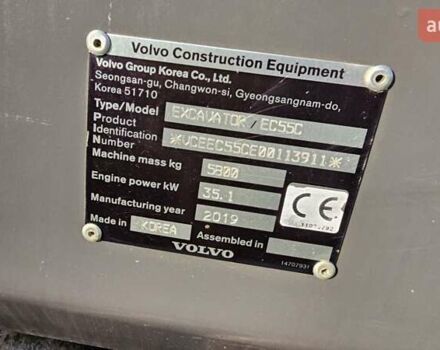 Volvo Construction Equipment
Volvo Group Korea Co., Ltd.
Seongsan-gu, Changwon-si, Gyeongsangnam-do,
Korea 51710
Type/Model EXCAVATOR/EC55C
Product
Identification
Number *VCEEC55CE00113911*
Machine mass kg 5800
Engine power kW 35.1
Manufacturing year 2019
CE
Made in KOREA Assembled in
VOLVO
14707931